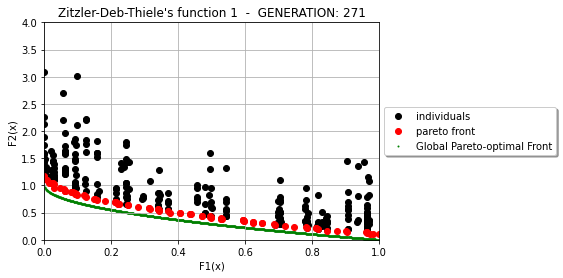 Zitzler-Deb-Thiele's function 1 - GENERATION: 271
4.0
3.5
3.0
2.5
2.0
1.5
1.0
0.5
0.0
F2(x)
0.0 0.2 0.4 0.6 0.8 1.0
F1(x)
individuals
pareto front
Global Pareto-optimal Front